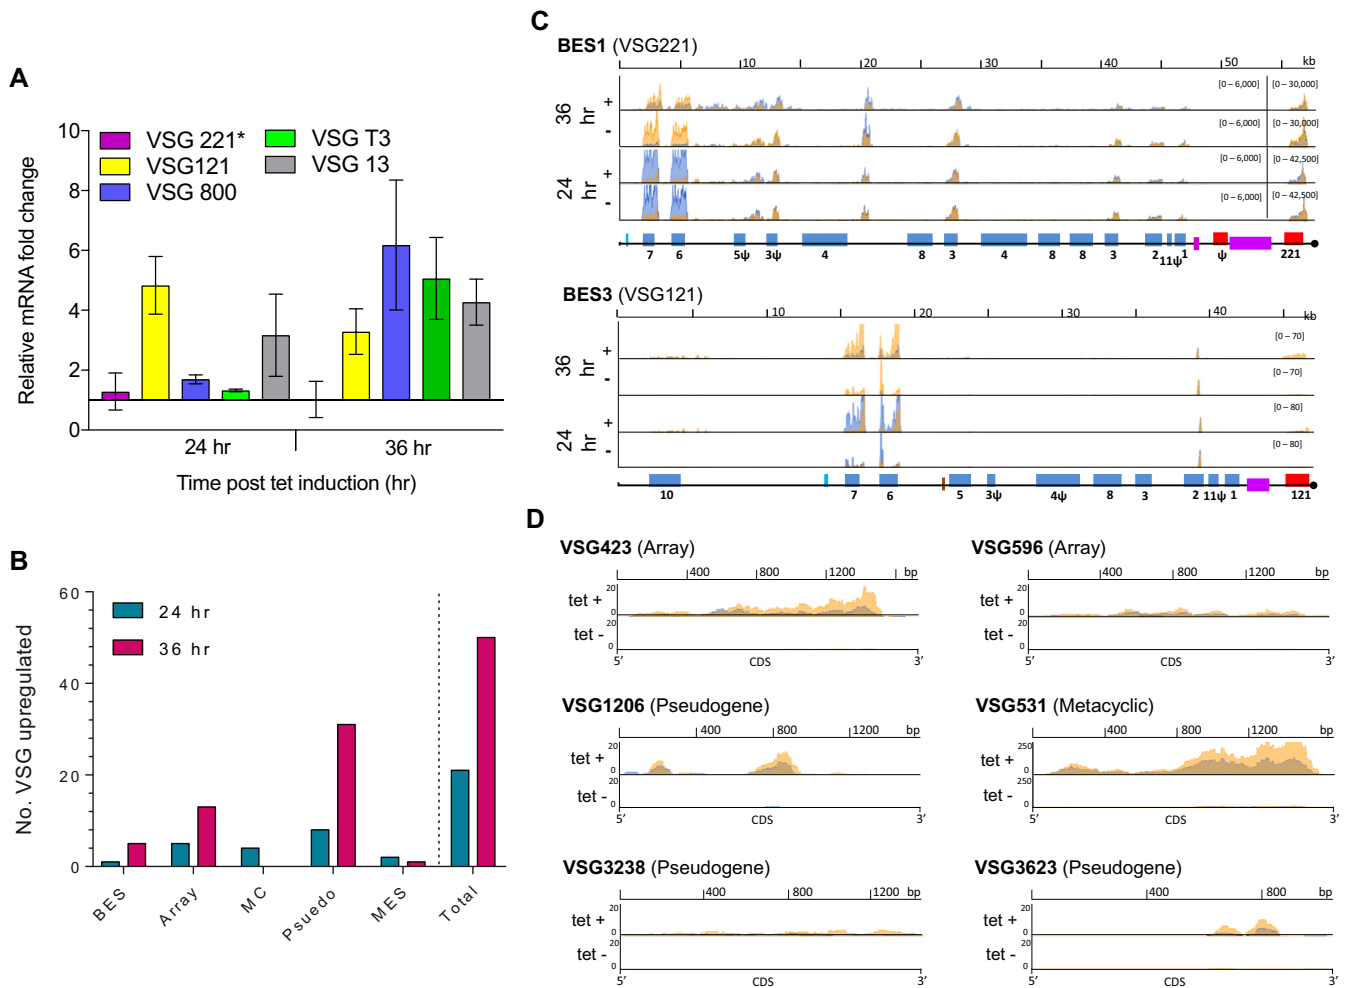 A
Relative mRNA fold change
10
8
6
4
2
0
VSG 221*
VSG121
VSG 800
VSG T3
VSG 13
24 hr
36 hr
Time post tet induction (hr)
B
No. VSG upregulated
60
40
20
0
24 hr
36 hr
BES
Array
MC
Psuedo
MES
Total
C
BES1 (VSG221)
10 20 30 40 50 kb
36 hr
+ [0 – 6,000] [0 – 30,000]
- [0 – 6,000] [0 – 30,000]
24 hr
+ [0 – 6,000] [0 – 42,500]
- [0 – 6,000] [0 – 42,500]
7 6 5ψ 3ψ 4 8 3 4 8 8 3 2 11ψ 1 ψ 221
BES3 (VSG121)
10 20 30 40 kb
36 hr
+ [0 – 70]
- [0 – 70]
24 hr
+ [0 – 80]
- [0 – 80]
10 7 6 5 3ψ 4ψ 8 3 2 11ψ 1 121
D
VSG423 (Array)
400 800 1200 bp
tet + 20 0
tet - 20 0
5' CDS 3'
VSG596 (Array)
400 800 1200 bp
tet + 20 0
tet - 20 0
5' CDS 3'
VSG1206 (Pseudogene)
400 800 1200 bp
tet + 20 0
tet - 20 0
5' CDS 3'
VSG531 (Metacyclic)
400 800 1200 bp
tet + 250 0
tet - 250 0
5' CDS 3'
VSG3238 (Pseudogene)
400 800 1200 bp
tet + 20 0
tet - 20 0
5' CDS 3'
VSG3623 (Pseudogene)
400 800 bp
tet + 20 0
tet - 20 0
5' CDS 3'